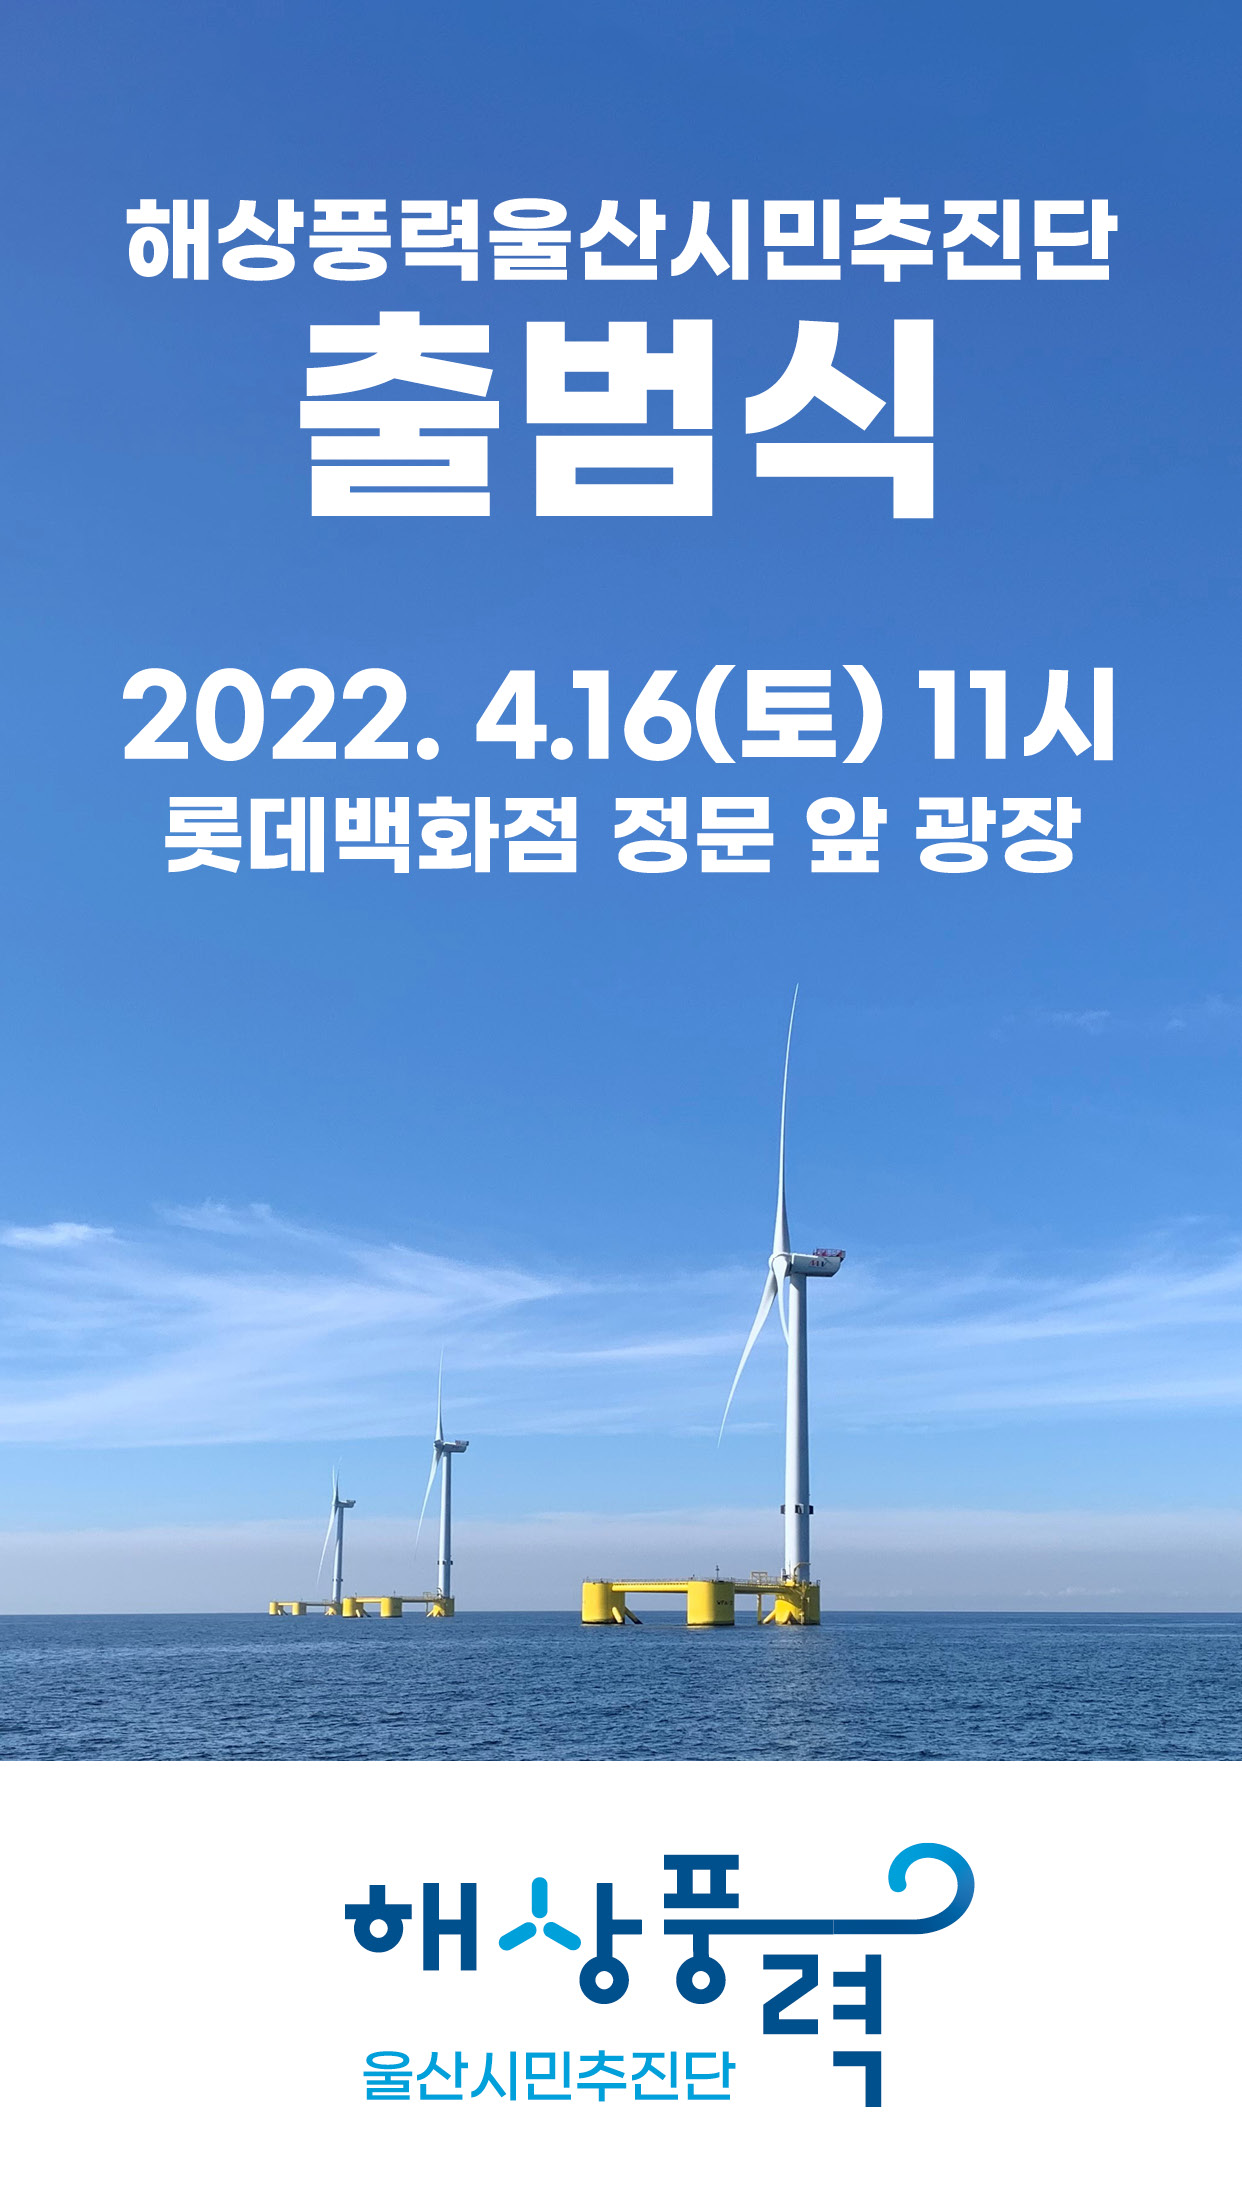 해상풍력울산시민추진단
출범식
2022. 4.16(토) 11시
롯데백화점 정문 앞 광장
해상풍력
울산시민추진단